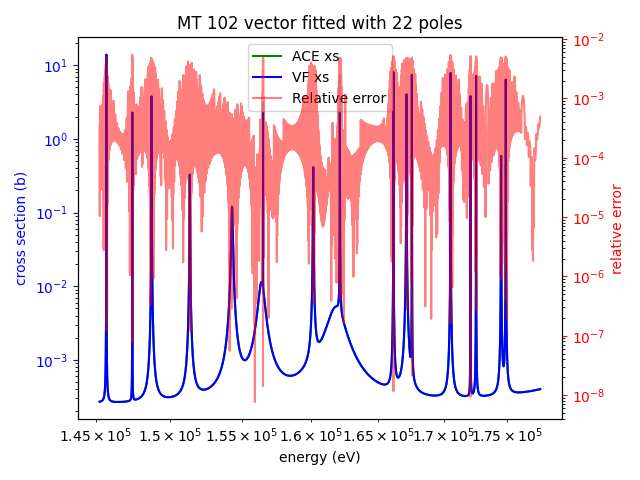 MT 102 vector fitted with 22 poles
ACE xs
VF xs
Relative error
10¹
10⁰
10⁻¹
10⁻²
10⁻³
cross section (b)
10⁻²
10⁻³
10⁻⁴
10⁻⁵
10⁻⁶
10⁻⁷
10⁻⁸
relative error
1.45×10⁵ 1.5×10⁵ 1.55×10⁵ 1.6×10⁵ 1.65×10⁵ 1.7×10⁵ 1.75×10⁵
energy (eV)